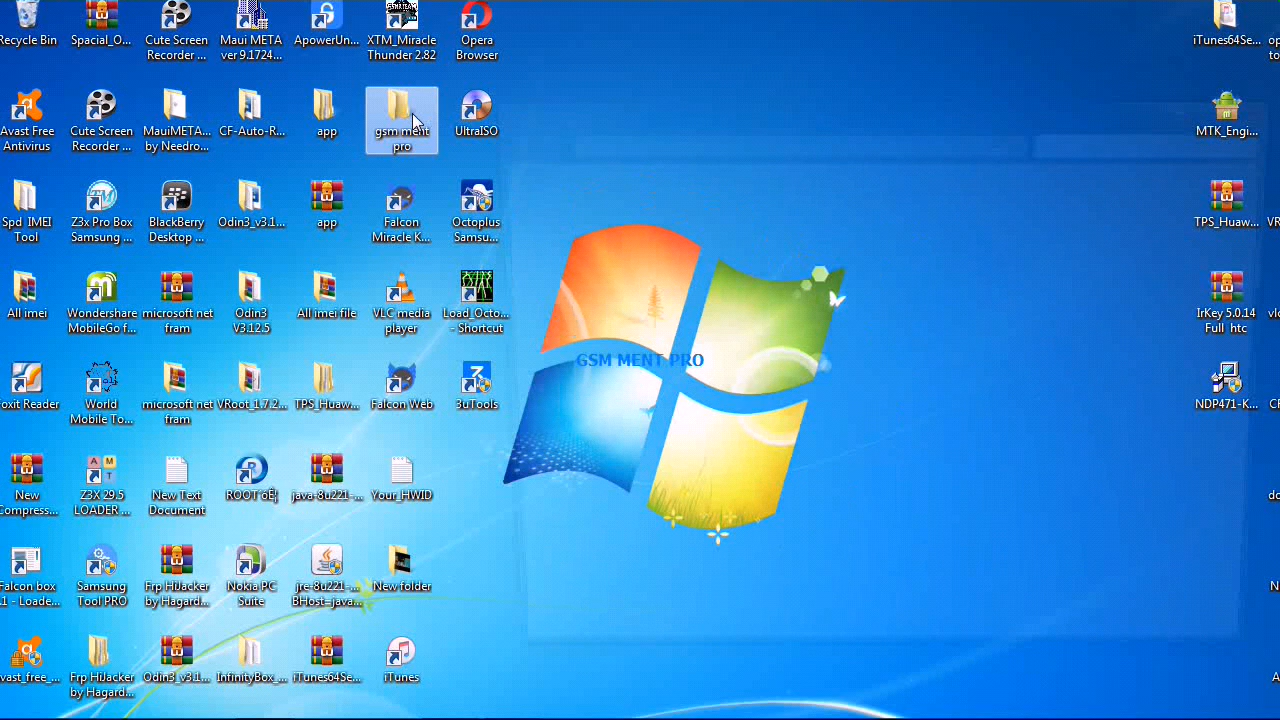 Recycle Bin
Spacial_O...
Cute Screen
Recorder ...
Maui META
ver 9.1724...
ApowerUn...
XTM_Miracle
Thunder 2.82
Opera
Browser
iTunes64Se...
Avast Free
Antivirus
Cute Screen
Recorder ...
MauiMETA...
by Needro...
CF-Auto-R...
app
gsm ment
pro
UltraISO
MTK_Engi...
Spd IMEI
Tool
Z3x Pro Box
Samsung ...
BlackBerry
Desktop ...
Odin3_v3.1...
app
Falcon
Miracle K...
Octoplus
Samsu...
TPS_Huaw...
All imei
Wondershare
MobileGo f...
microsoft net
fram
Odin3
V3.12.5
All imei file
VLC media
player
Load_Octo...
- Shortcut
IrKey 5.0.14
Full htc
GSM MENT PRO
oxit Reader
World
Mobile To...
microsoft net
fram
VRoot_1.7.2...
TPS_Huaw...
Falcon Web
3uTools
NDP471-K...
New
Compress...
Z3X 29.5
LOADER ...
New Text
Document
java-8u221-...
Your_HWID
Falcon box
.1 - Loade...
Samsung
Tool PRO
Frp HiJacker
by Hagard...
Nokia PC
Suite
jre-8u221-...
BHost=java...
New folder
vast_free_...
Frp HiJacker
by Hagard...
Odin3_v3.1...
InfinityBox_...
iTunes64Se...
iTunes